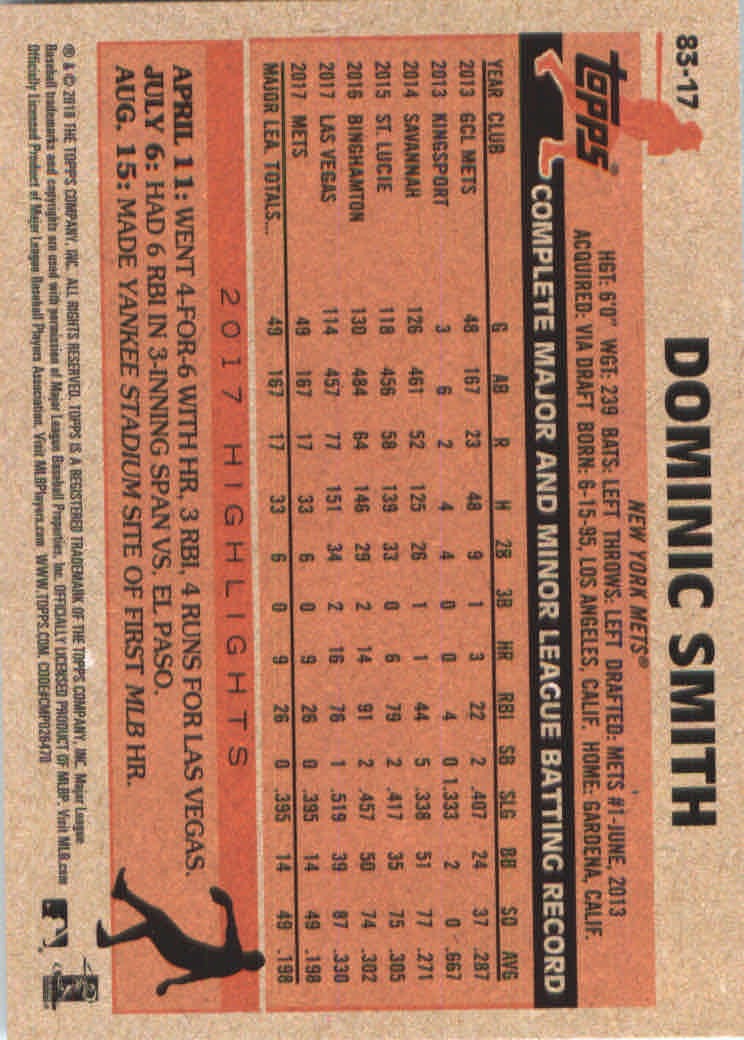 83-17
DOMINIC SMITH
NEW YORK METS®
topps®
HGT: 6'0" WGT: 239 BATS: LEFT THROWS: LEFT DRAFTED: METS #1-JUNE, 2013
ACQUIRED: VIA DRAFT BORN: 6-15-95, LOS ANGELES, CALIF. HOME: GARDENA, CALIF.
COMPLETE MAJOR AND MINOR LEAGUE BATTING RECORD
YEAR CLUB G AB R H 2B 3B HR RBI SB SLG BB SO AVG
2013 GCL METS 48 167 23 48 9 1 3 22 2 .407 24 37 .287
2013 KINGSPORT 3 6 2 4 4 0 0 4 0 1.333 2 0 .667
2014 SAVANNAH 126 461 52 125 26 1 1 44 5 .338 51 77 .271
2015 ST. LUCIE 118 456 58 139 33 0 6 79 2 .417 35 75 .305
2016 BINGHAMTON 130 484 64 146 29 2 14 91 2 .457 50 74 .302
2017 LAS VEGAS 114 457 77 151 34 2 16 76 1 .519 39 87 .330
2017 METS 49 167 17 33 6 0 9 26 0 .395 14 49 .198
MAJOR LEA. TOTALS... 49 167 17 33 6 0 9 26 0 .395 14 49 .198
2017 HIGHLIGHTS
APRIL 11: WENT 4-FOR-6 WITH HR, 3 RBI, 4 RUNS FOR LAS VEGAS.
JULY 6: HAD 6 RBI IN 3-INNING SPAN VS. EL PASO.
AUG. 15: MADE YANKEE STADIUM SITE OF FIRST MLB HR.
® & © 2018 THE TOPPS COMPANY, INC. ALL RIGHTS RESERVED. TOPPS IS A REGISTERED TRADEMARK OF THE TOPPS COMPANY, INC. Major League
Baseball trademarks and copyrights are used with permission of Major League Baseball Properties, Inc. OFFICIALLY LICENSED PRODUCT OF MLBP. Visit MLB.com
Officially Licensed Product of Major League Baseball Players Association. Visit MLBPlayers.com WWW.TOPPS.COM CODE#CMP026470